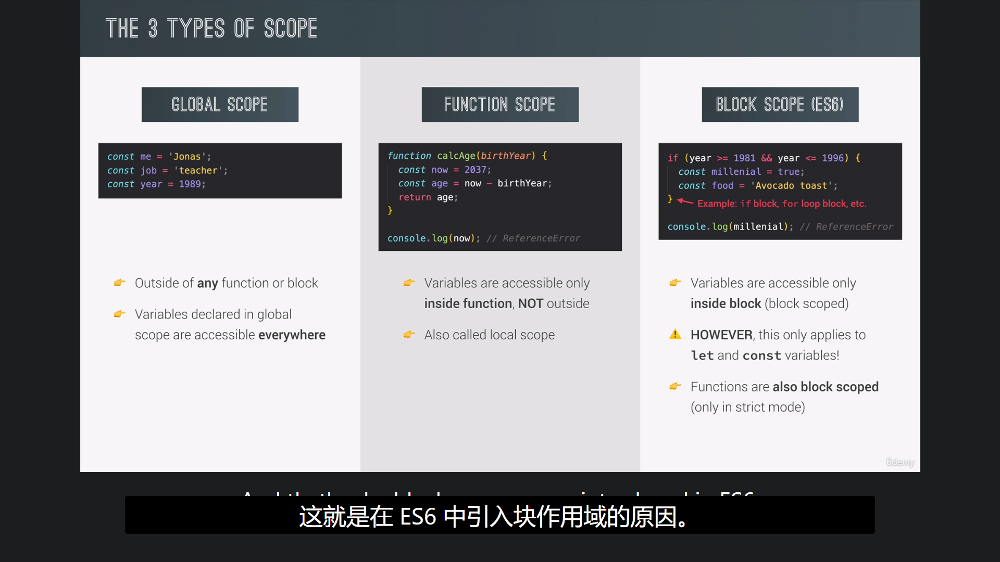 THE 3 TYPES OF SCOPE
GLOBAL SCOPE
const me = 'Jonas';
const job = 'teacher';
const year = 1989;
Outside of any function or block
Variables declared in global
scope are accessible everywhere
FUNCTION SCOPE
function calcAge(birthYear) {
const now = 2037;
const age = now - birthYear;
return age;
}
console.log(now); // ReferenceError
Variables are accessible only
inside function, NOT outside
Also called local scope
BLOCK SCOPE (ES6)
if (year >= 1981 && year <= 1996) {
const millenial = true;
const food = 'Avocado toast';
}
Example: if block, for loop block, etc.
console.log(millenial); // ReferenceError
Variables are accessible only
inside block (block scoped)
HOWEVER, this only applies to
let and const variables!
Functions are also block scoped
(only in strict mode)
ûdemy
这就是在 ES6 中引入块作用域的原因。